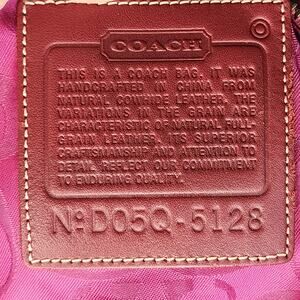 COACH
THIS IS A COACH BAG. IT WAS
HANDCRAFTED IN CHINA FROM
NATURAL COWHIDE LEATHER. THE
VARIATIONS IN THE GRAIN ARE
CHARACTERISTIC OF NATURAL FULL
GRAIN LEATHERS. ITS SUPERIOR
CRAFTSMANSHIP AND ATTENTION TO
DETAIL REFLECT OUR COMMITMENT
TO ENDURING QUALITY.
Nº D05Q-5128